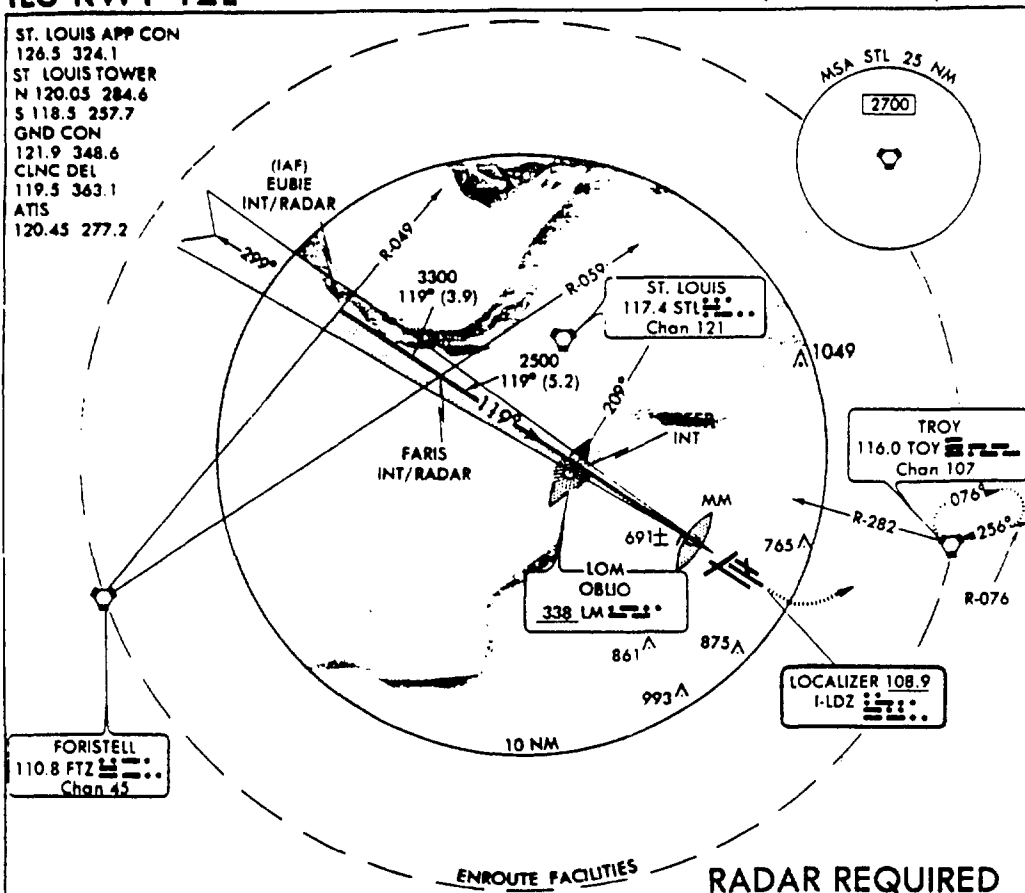 ST. LOUIS APP CON
126.5 324.1
ST LOUIS TOWER
N 120.05 284.6
S 118.5 257.7
GND CON
121.9 348.6
CLNC DEL
119.5 363.1
ATIS
120.45 277.2
MSA STL 25 NM
2700
(IAF)
EUBIE
INT/RADAR
299°
R-049
3300
119° (3.9)
R-059
ST. LOUIS
117.4 STL
Chan 121
2500
119° (5.2)
119°
209°
1049
INT
FARIS
INT/RADAR
TROY
116.0 TOY
Chan 107
076°
256°
R-282
R-076
MM
691±
765
LOM
OBLIO
338 LM
861
875
993
LOCALIZER 108.9
I-LDZ
10 NM
FORISTELL
110.8 FTZ
Chan 45
ENROUTE FACILITIES
RADAR REQUIRED